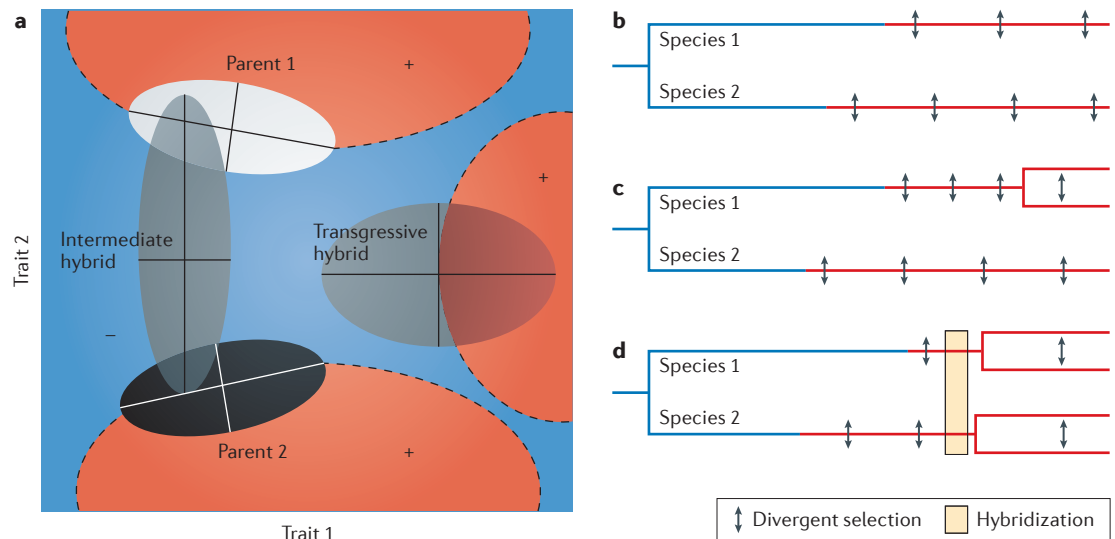 a
Parent 1
+
+
Trait 2
Intermediate
hybrid
Transgressive
hybrid
–
Parent 2
+
Trait 1
b
Species 1
Species 2
c
Species 1
Species 2
d
Species 1
Species 2
Divergent selection
Hybridization